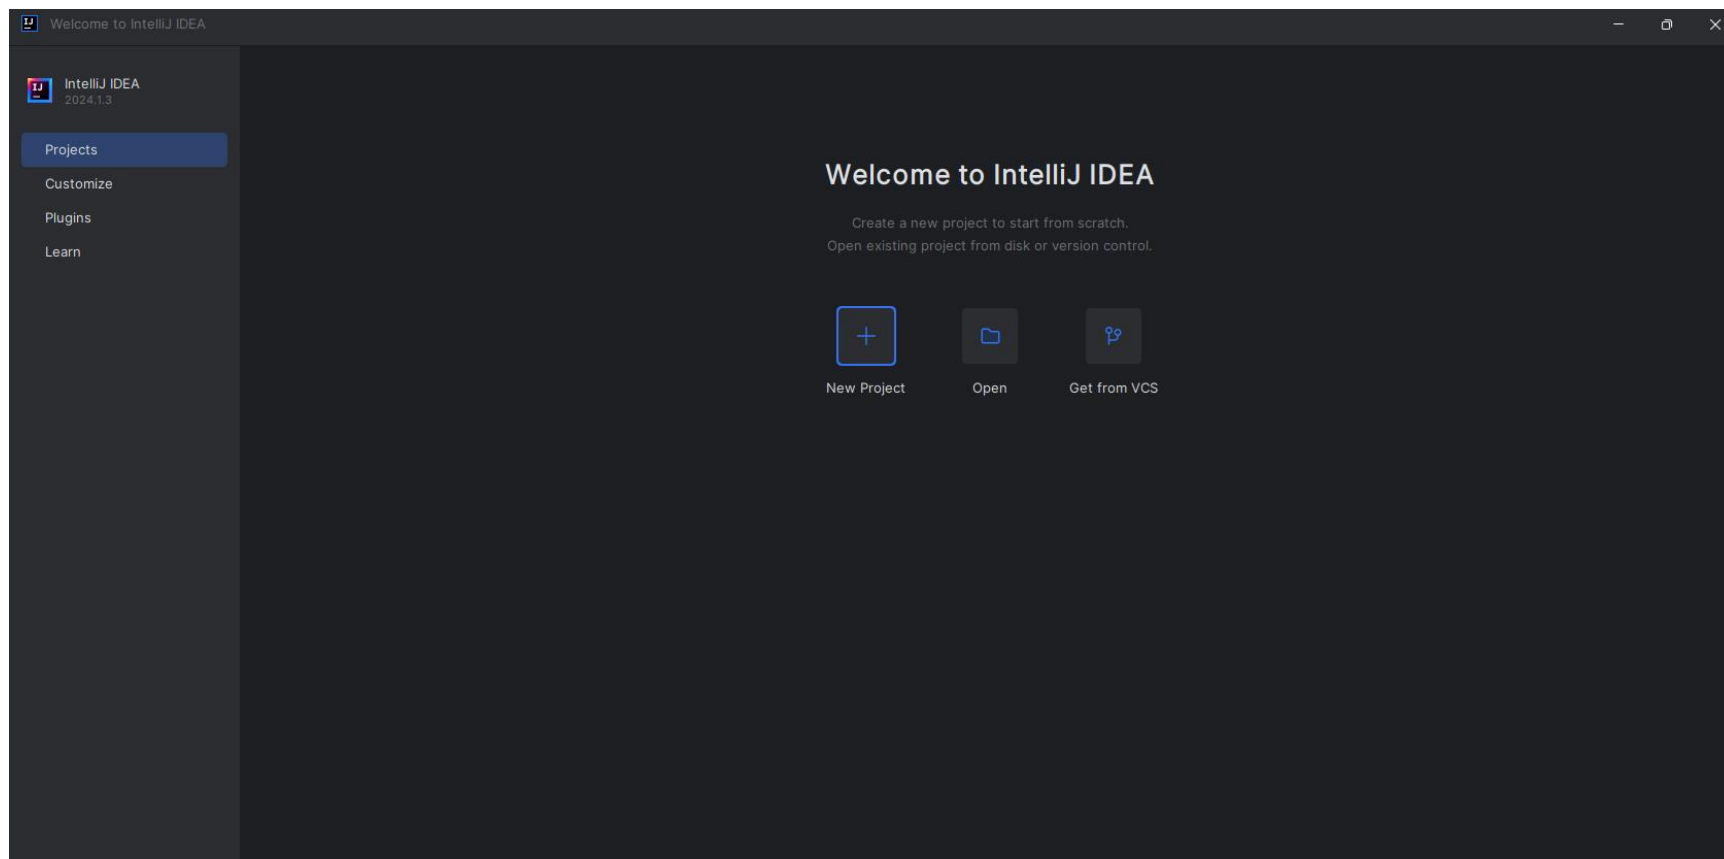 Welcome to IntelliJ IDEA
IntelliJ IDEA
2024.1.3
Projects
Customize
Plugins
Learn
Welcome to IntelliJ IDEA
Create a new project to start from scratch.
Open existing project from disk or version control.
New Project
Open
Get from VCS